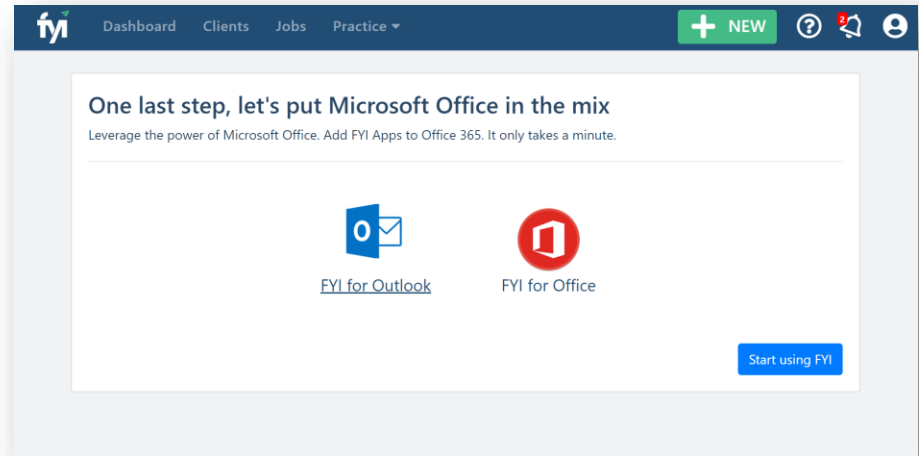 fyi Dashboard Clients Jobs Practice NEW 2
One last step, let's put Microsoft Office in the mix
Leverage the power of Microsoft Office. Add FYI Apps to Office 365. It only takes a minute.
FYI for Outlook FYI for Office
Start using FYI